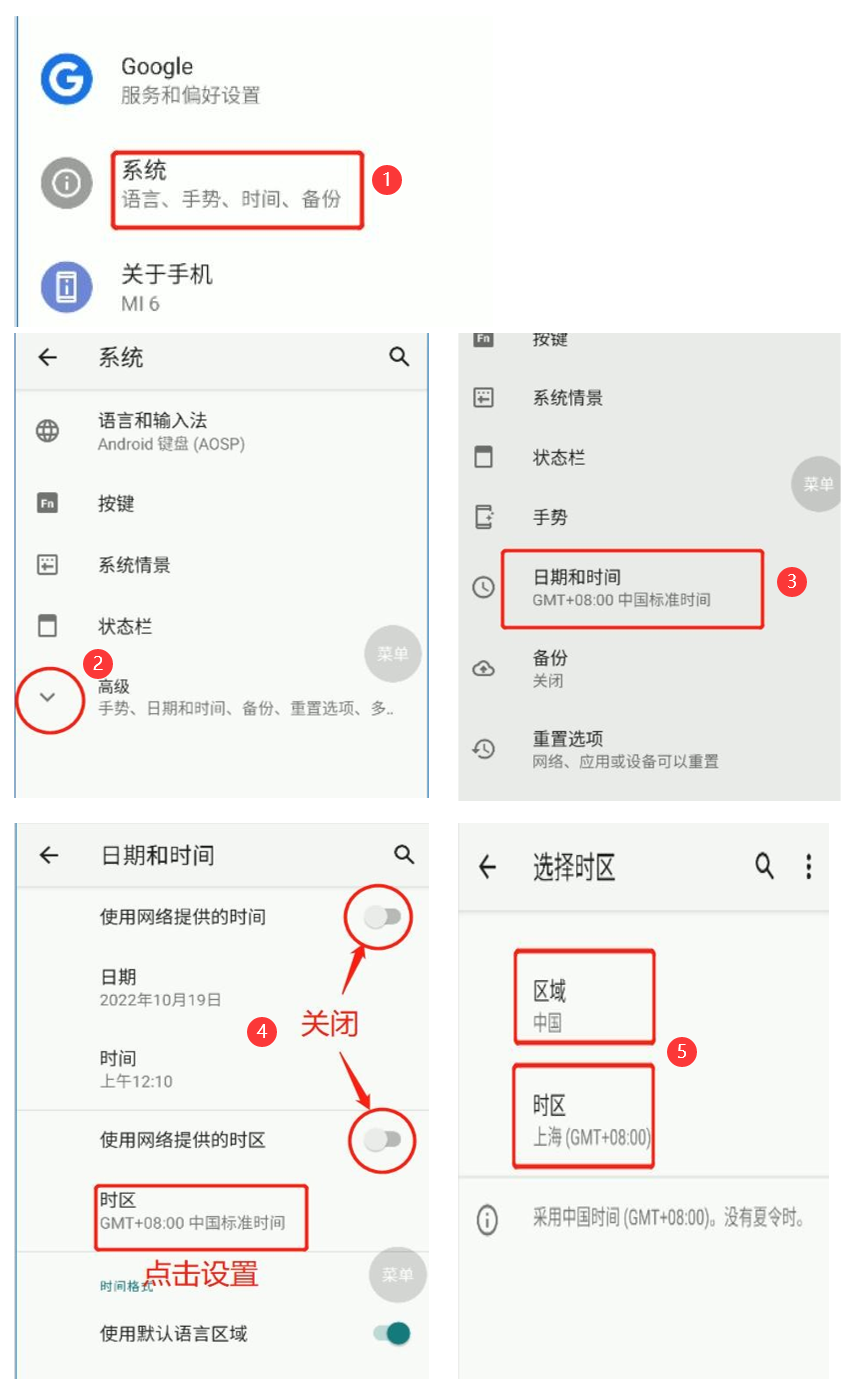 Google
服务和偏好设置
系统
语言、手势、时间、备份
1
关于手机
MI 6
系统
语言和输入法
Android 键盘 (AOSP)
Fn
按键
系统情景
状态栏
菜单
2
高级
手势、日期和时间、备份、重置选项、多..
Fn
按键
系统情景
状态栏
菜单
手势
日期和时间
GMT+08:00 中国标准时间
3
备份
关闭
重置选项
网络、应用或设备可以重置
日期和时间
使用网络提供的时间
日期
2022年10月19日
4
关闭
时间
上午12:10
使用网络提供的时区
时区
GMT+08:00 中国标准时间
点击设置
菜单
时间格式
使用默认语言区域
选择时区
区域
中国
5
时区
上海 (GMT+08:00)
采用中国时间 (GMT+08:00)。没有夏令时。